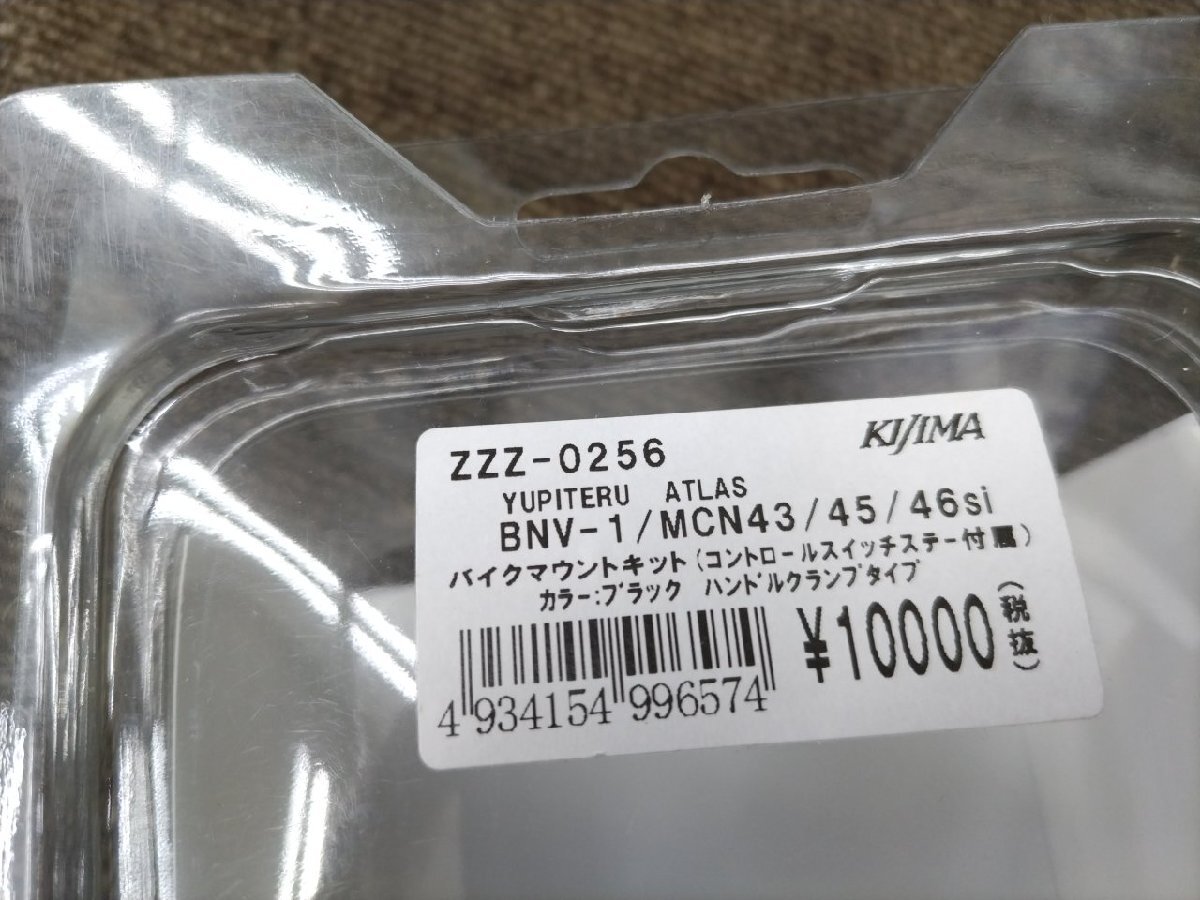 ZZZ-0256
KIJIMA
YUPITERU ATLAS
BNV-1/MCN43/45/46si
バイクマウントキット(コントロールスイッチステー付属)
カラー:ブラック ハンドルクランプタイプ
¥10000(税抜)
4 934154 996574